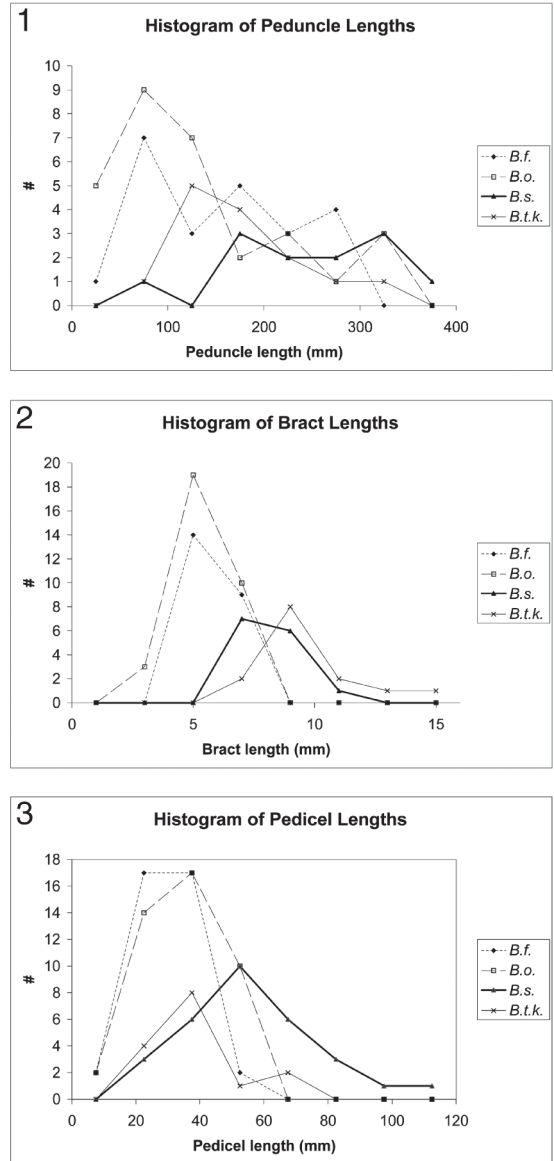 1
Histogram of Peduncle Lengths
10
9
8
7
6
5
4
3
2
1
0
#
0 100 200 300 400
Peduncle length (mm)
B.f.
B.o.
B.s.
B.t.k.
2
Histogram of Bract Lengths
20
18
16
14
12
10
8
6
4
2
0
#
0 5 10 15
Bract length (mm)
B.f.
B.o.
B.s.
B.t.k.
3
Histogram of Pedicel Lengths
18
16
14
12
10
8
6
4
2
0
#
0 20 40 60 80 100 120
Pedicel length (mm)
B.f.
B.o.
B.s.
B.t.k.